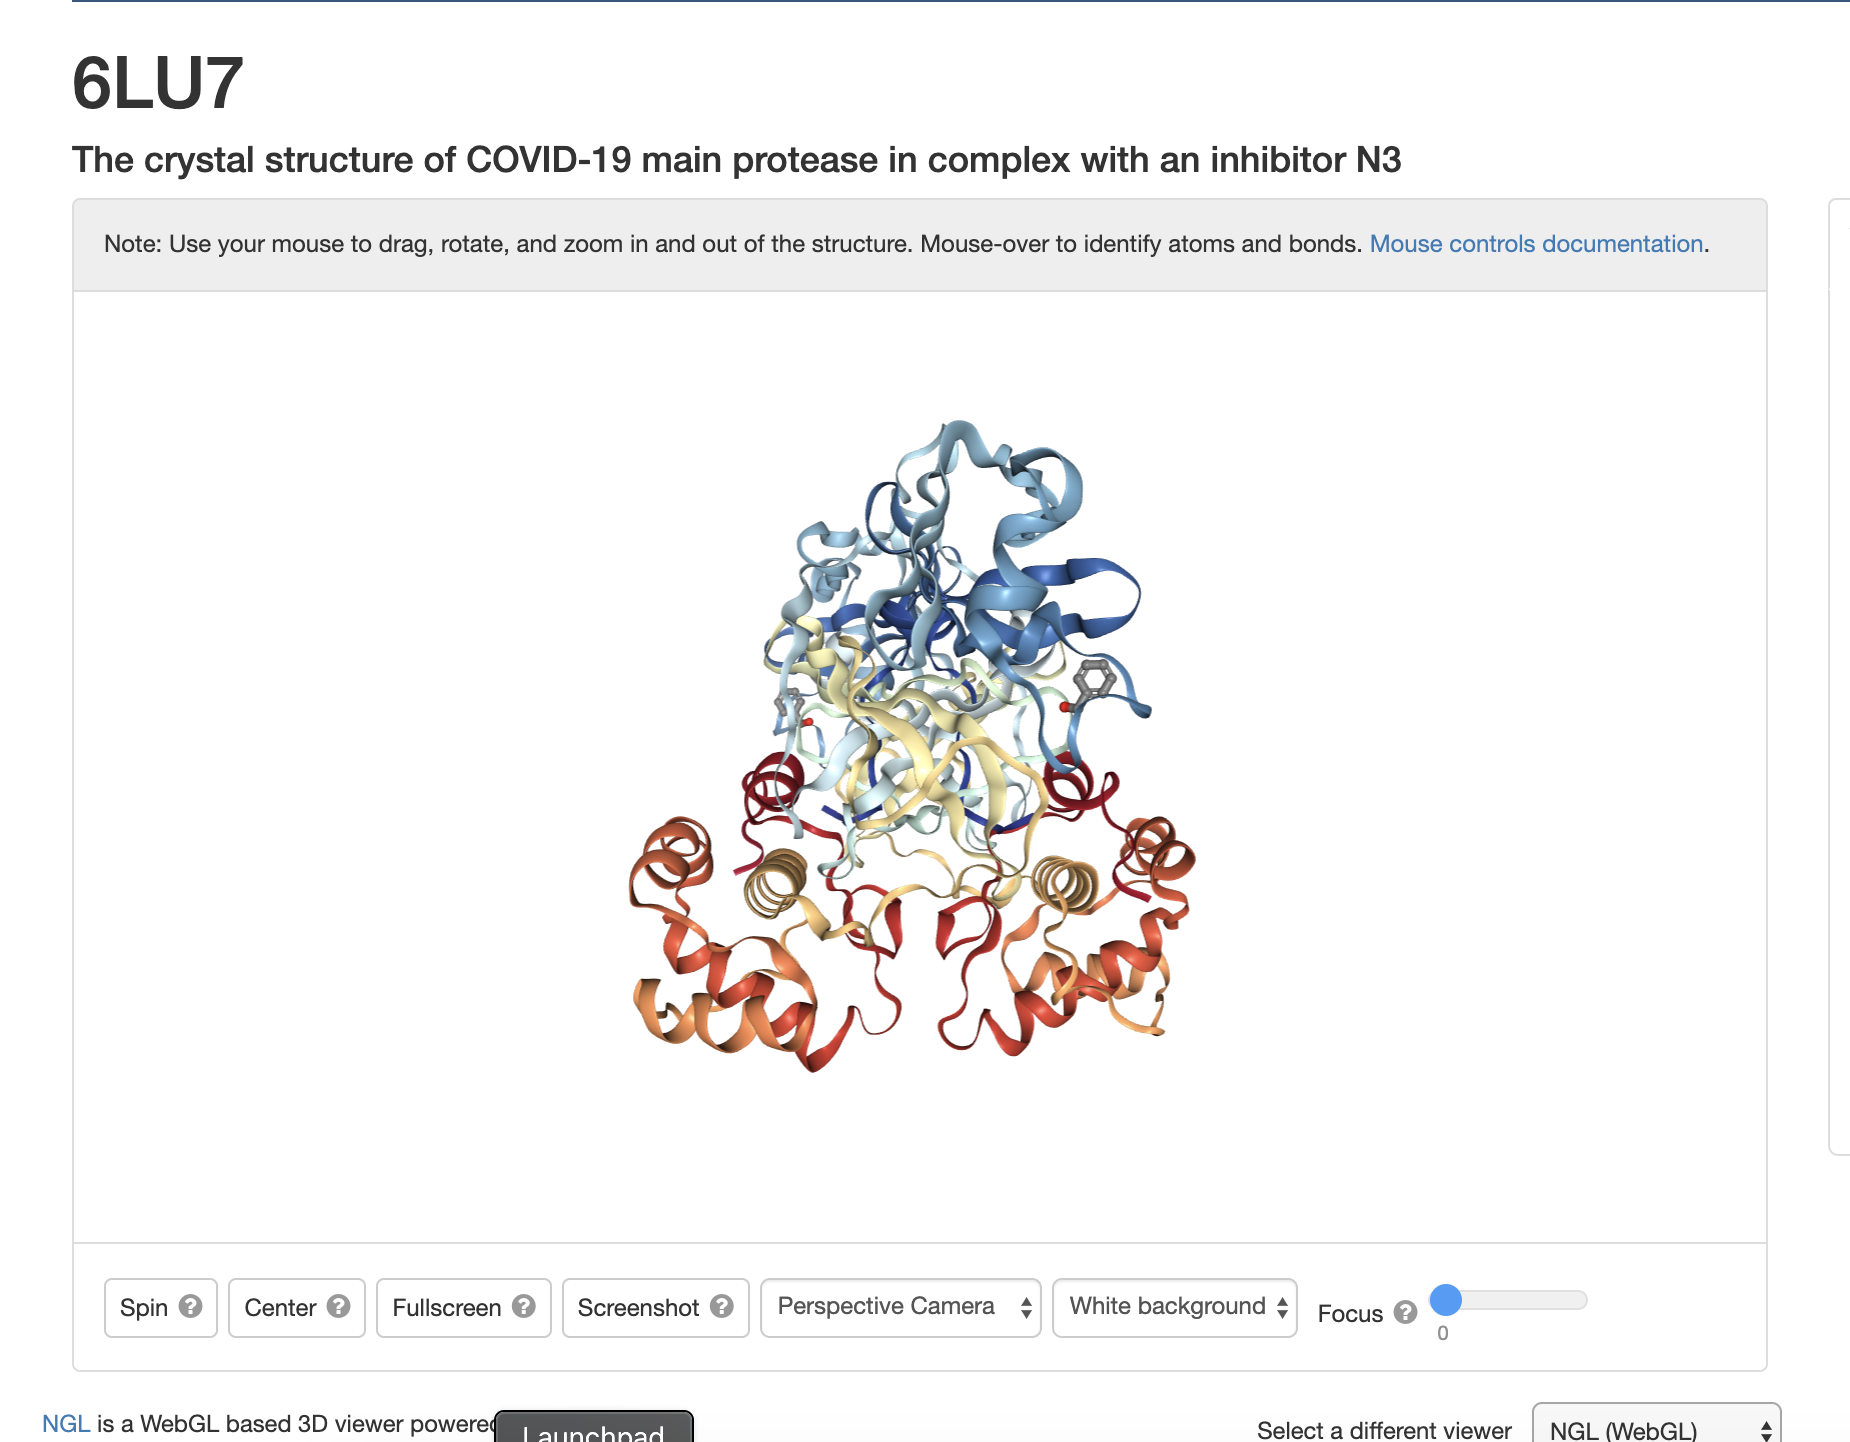 6LU7
The crystal structure of COVID-19 main protease in complex with an inhibitor N3
Note: Use your mouse to drag, rotate, and zoom in and out of the structure. Mouse-over to identify atoms and bonds. Mouse controls documentation.
Spin ? Center ? Fullscreen ? Screenshot ? Perspective Camera White background Focus ?
0
NGL is a WebGL based 3D viewer powered
Launchpad
Select a different viewer NGL (WebGL)